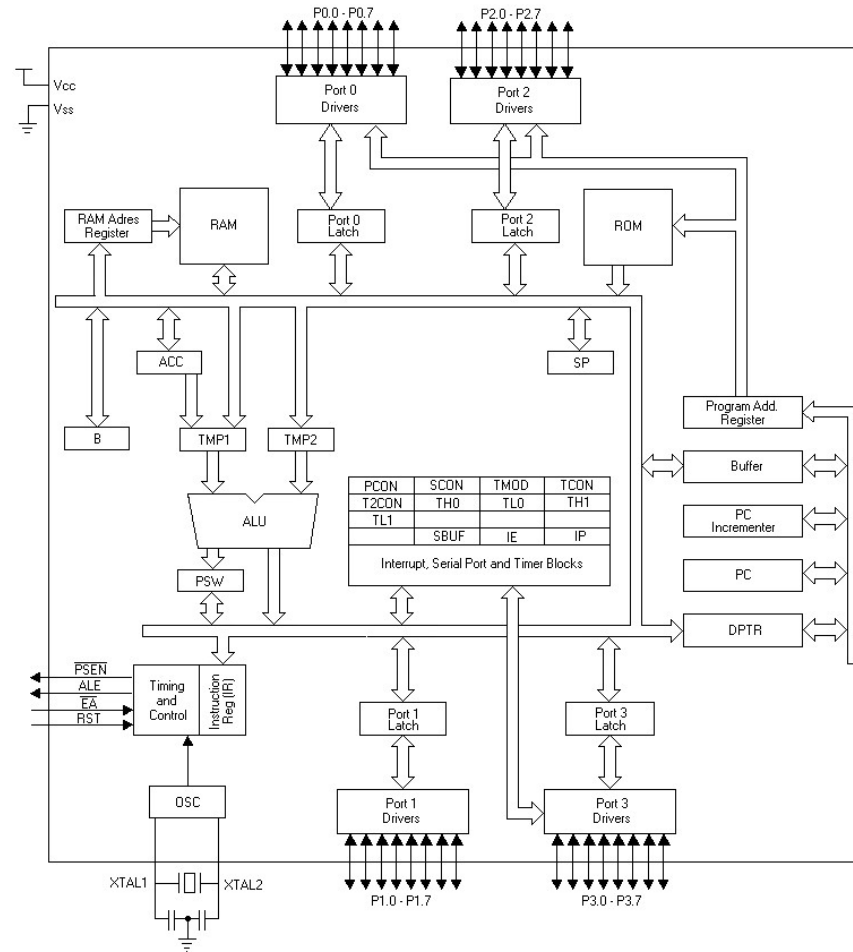 P0.0 - P0.7
P2.0 - P2.7
Vcc
Vss
Port 0
Drivers
Port 2
Drivers
RAM Adres
Register
RAM
Port 0
Latch
Port 2
Latch
ROM
ACC
SP
B
TMP1
TMP2
Program Add.
Register
Buffer
PC
Incrementer
PC
DPTR
PCON SCON TMOD TCON
T2CON TH0 TL0 TH1
TL1
SBUF IE IP
Interrupt, Serial Port and Timer Blocks
ALU
PSW
PSEN
ALE
EA
RST
Timing
and
Control
Instruction
Reg (IR)
Port 1
Latch
Port 3
Latch
OSC
Port 1
Drivers
Port 3
Drivers
XTAL1
XTAL2
P1.0 - P1.7
P3.0 - P3.7